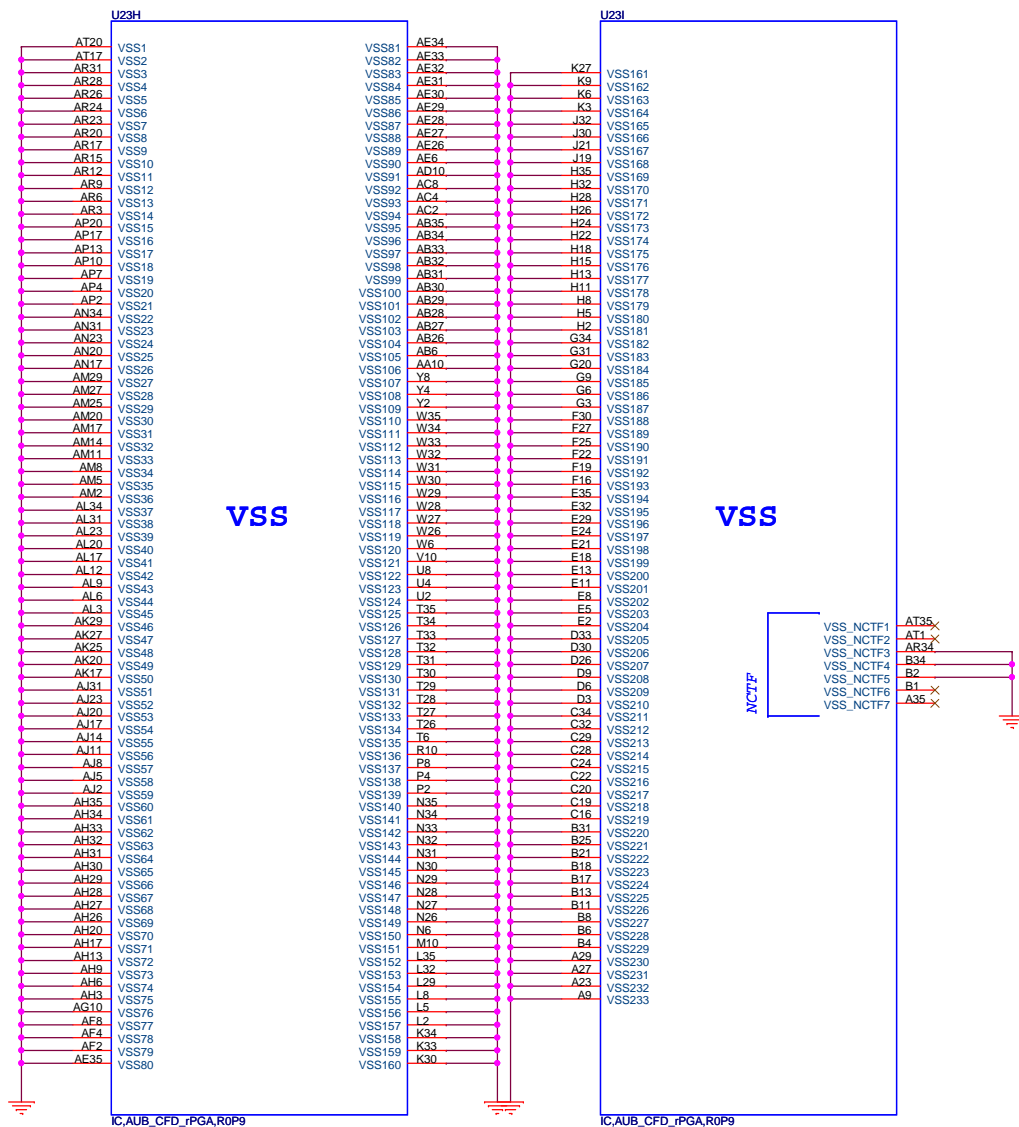 U23H
AT20 VSS1
AT17 VSS2
AR31 VSS3
AR28 VSS4
AR26 VSS5
AR24 VSS6
AR23 VSS7
AR20 VSS8
AR17 VSS9
AR15 VSS10
AR12 VSS11
AR9 VSS12
AR6 VSS13
AR3 VSS14
AP20 VSS15
AP17 VSS16
AP13 VSS17
AP10 VSS18
AP7 VSS19
AP4 VSS20
AP2 VSS21
AN34 VSS22
AN31 VSS23
AN23 VSS24
AN20 VSS25
AN17 VSS26
AM29 VSS27
AM27 VSS28
AM25 VSS29
AM20 VSS30
AM17 VSS31
AM14 VSS32
AM11 VSS33
AM8 VSS34
AM5 VSS35
AM2 VSS36
AL34 VSS37
AL31 VSS38
AL23 VSS39
AL20 VSS40
AL17 VSS41
AL12 VSS42
AL9 VSS43
AL6 VSS44
AL3 VSS45
AK29 VSS46
AK27 VSS47
AK25 VSS48
AK20 VSS49
AK17 VSS50
AJ31 VSS51
AJ23 VSS52
AJ20 VSS53
AJ17 VSS54
AJ14 VSS55
AJ11 VSS56
AJ8 VSS57
AJ5 VSS58
AJ2 VSS59
AH35 VSS60
AH34 VSS61
AH33 VSS62
AH32 VSS63
AH31 VSS64
AH30 VSS65
AH29 VSS66
AH28 VSS67
AH27 VSS68
AH26 VSS69
AH20 VSS70
AH17 VSS71
AH13 VSS72
AH9 VSS73
AH6 VSS74
AH3 VSS75
AG10 VSS76
AF8 VSS77
AF4 VSS78
AF2 VSS79
AE35 VSS80
VSS
VSS81 AE34
VSS82 AE33
VSS83 AE32
VSS84 AE31
VSS85 AE30
VSS86 AE29
VSS87 AE28
VSS88 AE27
VSS89 AE26
VSS90 AE6
VSS91 AD10
VSS92 AC8
VSS93 AC4
VSS94 AC2
VSS95 AB35
VSS96 AB34
VSS97 AB33
VSS98 AB32
VSS99 AB31
VSS100 AB30
VSS101 AB29
VSS102 AB28
VSS103 AB27
VSS104 AB26
VSS105 AB6
VSS106 AA10
VSS107 Y8
VSS108 Y4
VSS109 Y2
VSS110 W35
VSS111 W34
VSS112 W33
VSS113 W32
VSS114 W31
VSS115 W30
VSS116 W29
VSS117 W28
VSS118 W27
VSS119 W26
VSS120 W6
VSS121 V10
VSS122 U8
VSS123 U4
VSS124 U2
VSS125 T35
VSS126 T34
VSS127 T33
VSS128 T32
VSS129 T31
VSS130 T30
VSS131 T29
VSS132 T28
VSS133 T27
VSS134 T26
VSS135 T6
VSS136 R10
VSS137 P8
VSS138 P4
VSS139 P2
VSS140 N35
VSS141 N34
VSS142 N33
VSS143 N32
VSS144 N31
VSS145 N30
VSS146 N29
VSS147 N28
VSS148 N27
VSS149 N26
VSS150 N6
VSS151 M10
VSS152 L35
VSS153 L32
VSS154 L29
VSS155 L8
VSS156 L5
VSS157 L2
VSS158 K34
VSS159 K33
VSS160 K30
IC,AUB_CFD_rPGA,R0P9
U23I
K27 VSS161
K9 VSS162
K6 VSS163
K3 VSS164
J32 VSS165
J30 VSS166
J21 VSS167
J19 VSS168
H35 VSS169
H32 VSS170
H28 VSS171
H26 VSS172
H24 VSS173
H22 VSS174
H18 VSS175
H15 VSS176
H13 VSS177
H11 VSS178
H8 VSS179
H5 VSS180
H2 VSS181
G34 VSS182
G31 VSS183
G20 VSS184
G9 VSS185
G6 VSS186
G3 VSS187
F30 VSS188
F27 VSS189
F25 VSS190
F22 VSS191
F19 VSS192
F16 VSS193
E35 VSS194
E32 VSS195
E29 VSS196
E24 VSS197
E21 VSS198
E18 VSS199
E13 VSS200
E11 VSS201
E8 VSS202
E5 VSS203
E2 VSS204
D33 VSS205
D30 VSS206
D26 VSS207
D9 VSS208
D6 VSS209
D3 VSS210
C34 VSS211
C32 VSS212
C29 VSS213
C28 VSS214
C24 VSS215
C22 VSS216
C20 VSS217
C19 VSS218
C16 VSS219
B31 VSS220
B25 VSS221
B21 VSS222
B18 VSS223
B17 VSS224
B13 VSS225
B11 VSS226
B8 VSS227
B6 VSS228
B4 VSS229
A29 VSS230
A27 VSS231
A23 VSS232
A9 VSS233
VSS
NCTF
VSS_NCTF1 AT35
VSS_NCTF2 AT1
VSS_NCTF3 AR34
VSS_NCTF4 B34
VSS_NCTF5 B2
VSS_NCTF6 B1
VSS_NCTF7 A35
IC,AUB_CFD_rPGA,R0P9